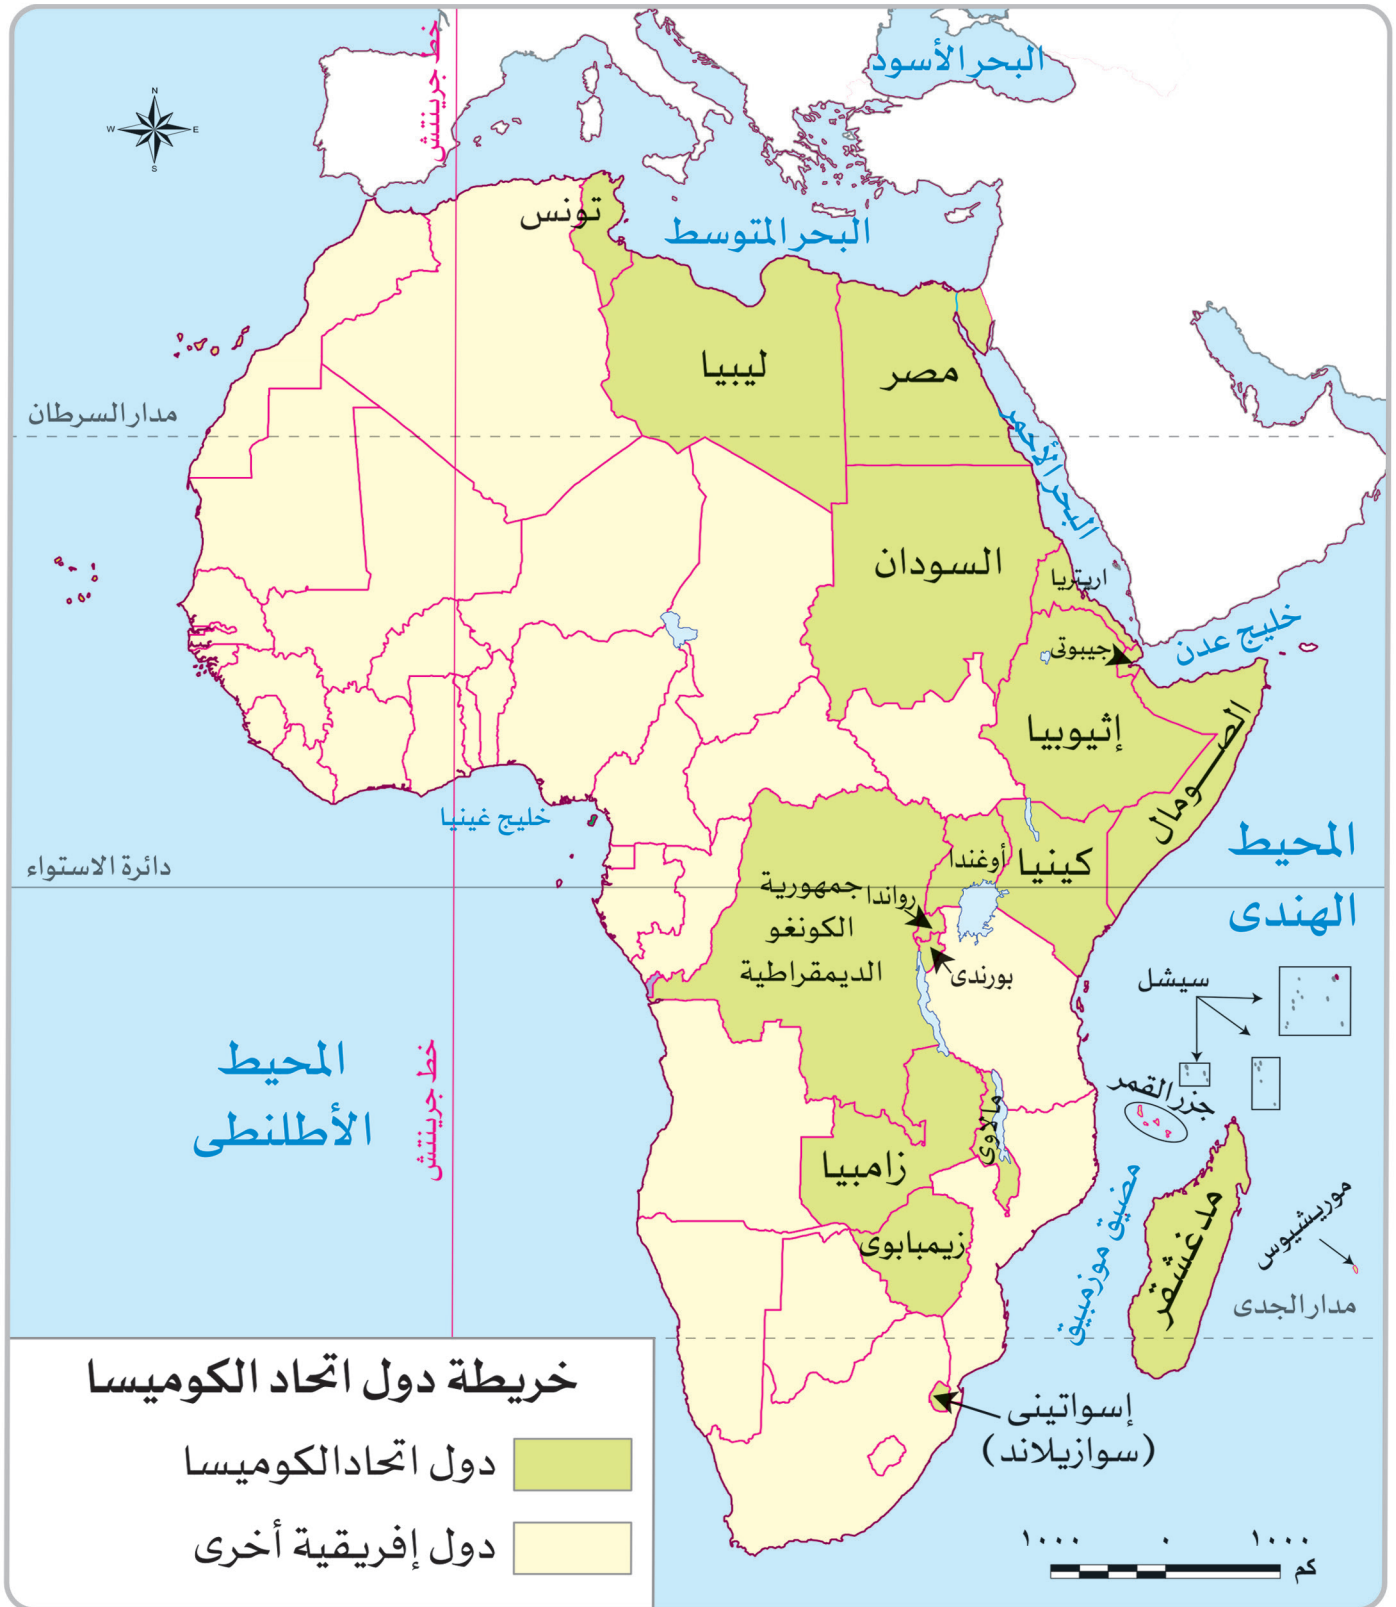 N
W
E
S
خط جرينتش
البحر الأسود
تونس
البحر المتوسط
ليبيا
مصر
مدار السرطان
البحر الأحمر
السودان
اريتريا
خليج عدن
جيبوتى
إثيوبيا
الصومال
خليج غينيا
أوغندا
كينيا
المحيط
الهندى
دائرة الاستواء
جمهورية
الكونغو
الديمقراطية
رواندا
بورندى
سيشل
المحيط
الأطلنطى
خط جرينتش
جزر القمر
مالاوى
زامبيا
مضيق موزمبيق
مدغشقر
موريشيوس
زيمبابوى
مدار الجدى
إسواتينى
(سوازيلاند)
خريطة دول اتحاد الكوميسا
دول اتحاد الكوميسا
دول إفريقية أخرى
١٠٠٠ ٠ ١٠٠٠
كم